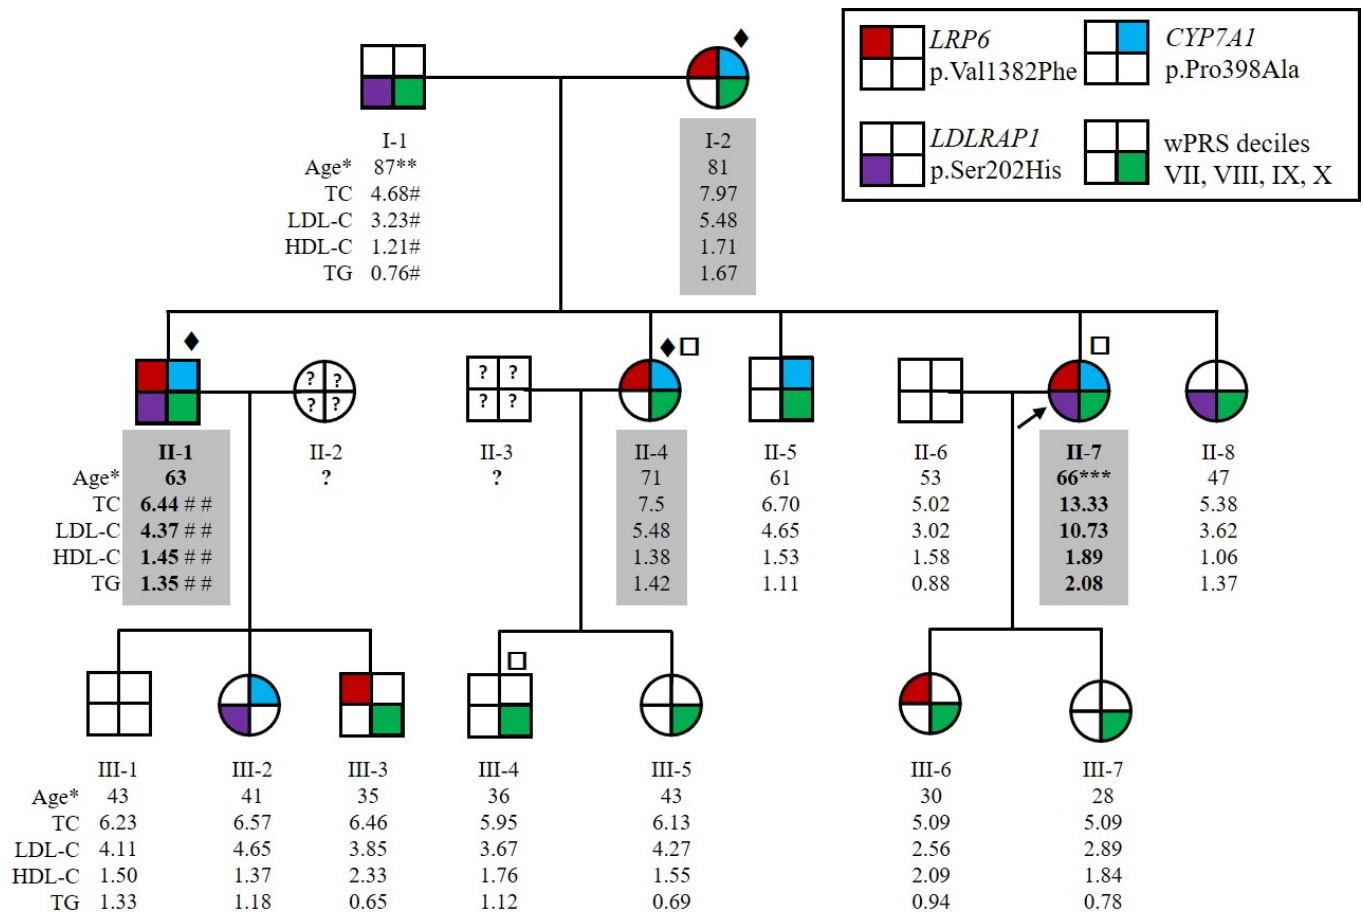 LRP6
p.Val1382Phe
CYP7A1
p.Pro398Ala
LDLRAP1
p.Ser202His
wPRS deciles
VII, VIII, IX, X
I-1 I-2
Age* 87** 81
TC 4.68# 7.97
LDL-C 3.23# 5.48
HDL-C 1.21# 1.71
TG 0.76# 1.67
? ? ? ?
? ? ? ?
II-1 II-2 II-3 II-4 II-5 II-6 II-7 II-8
Age* 63 ? ? 71 61 53 66*** 47
TC 6.44 # # 7.5 6.70 5.02 13.33 5.38
LDL-C 4.37 # # 5.48 4.65 3.02 10.73 3.62
HDL-C 1.45 # # 1.38 1.53 1.58 1.89 1.06
TG 1.35 # # 1.42 1.11 0.88 2.08 1.37
III-1 III-2 III-3 III-4 III-5 III-6 III-7
Age* 43 41 35 36 43 30 28
TC 6.23 6.57 6.46 5.95 6.13 5.09 5.09
LDL-C 4.11 4.65 3.85 3.67 4.27 2.56 2.89
HDL-C 1.50 1.37 2.33 1.76 1.55 2.09 1.84
TG 1.33 1.18 0.65 1.12 0.69 0.94 0.78